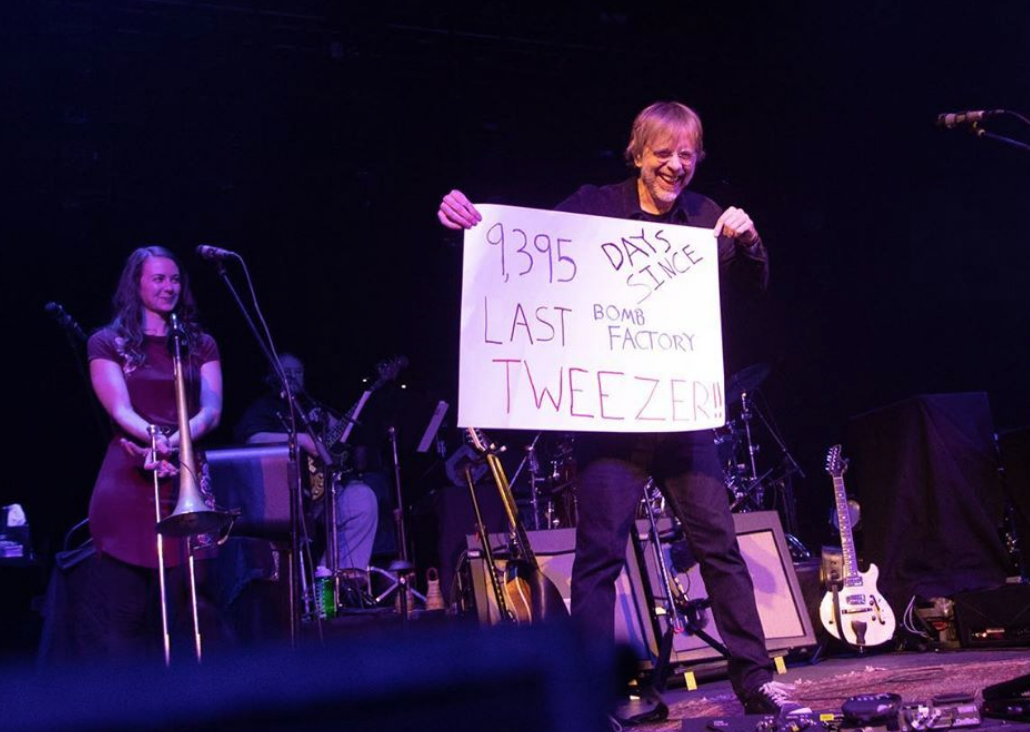 9,395 DAYS
SINCE
LAST BOMB
FACTORY
TWEEZER!!